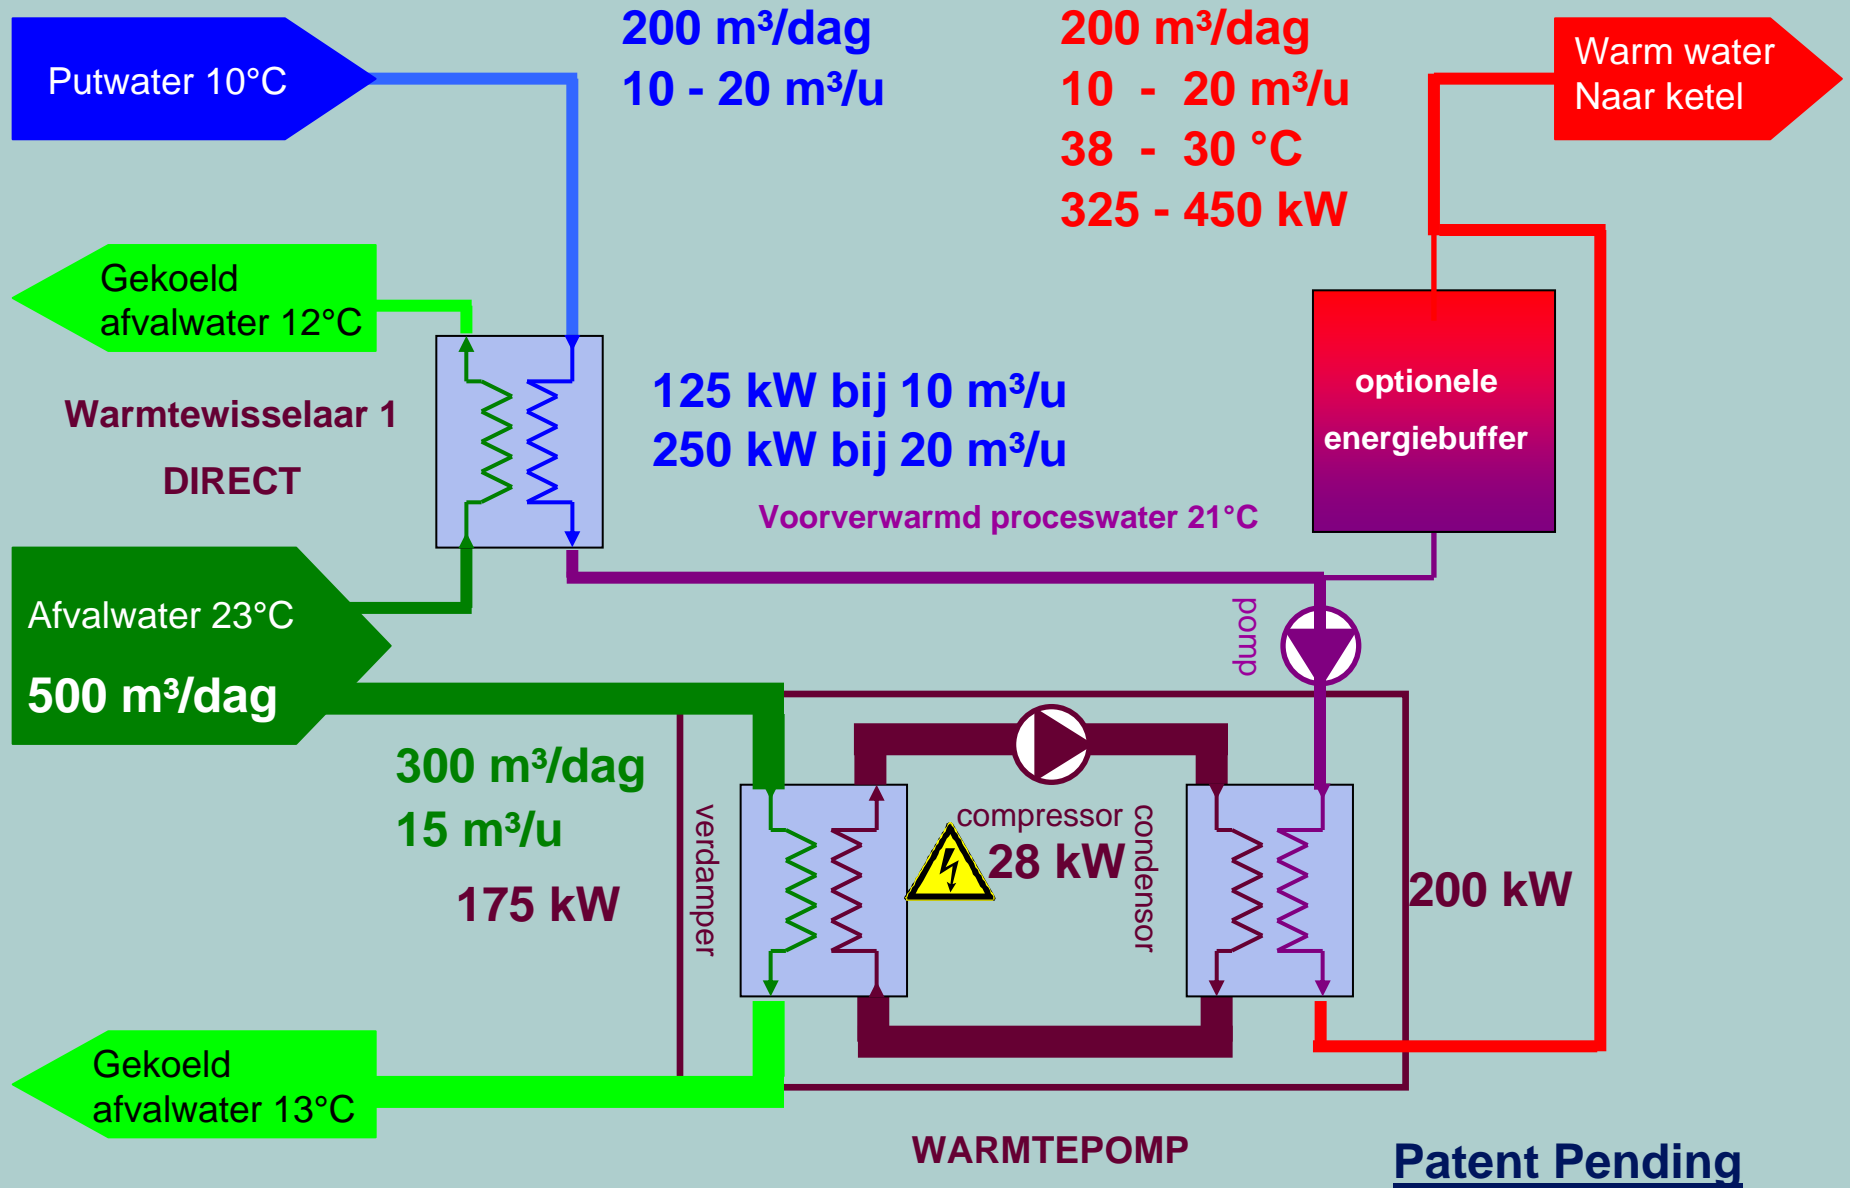 Putwater 10°C
200 m³/dag
10 - 20 m³/u
200 m³/dag
10 - 20 m³/u
38 - 30 °C
325 - 450 kW
Warm water
Naar ketel
Gekoeld
afvalwater 12°C
Warmtewisselaar 1
DIRECT
125 kW bij 10 m³/u
250 kW bij 20 m³/u
optionele
energiebuffer
Voorverwarmd proceswater 21°C
Afvalwater 23°C
500 m³/dag
pomp
300 m³/dag
15 m³/u
175 kW
verdamper
compressor
28 kW
condensor
200 kW
Gekoeld
afvalwater 13°C
WARMTEPOMP
Patent Pending